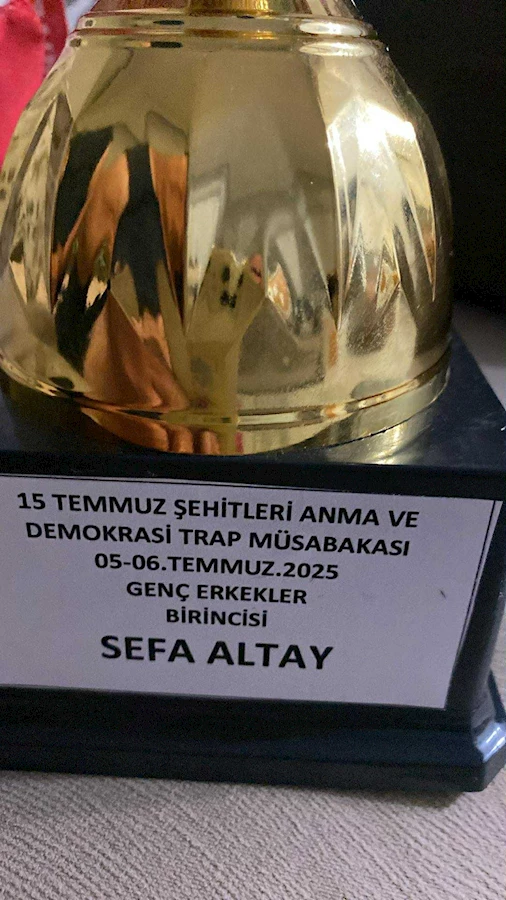 15 TEMMUZ ŞEHİTLERİ ANMA VE
DEMOKRASİ TRAP MÜSABAKASI
05-06.TEMMUZ.2025
GENÇ ERKEKLER
BİRİNCİSİ
SEFA ALTAY